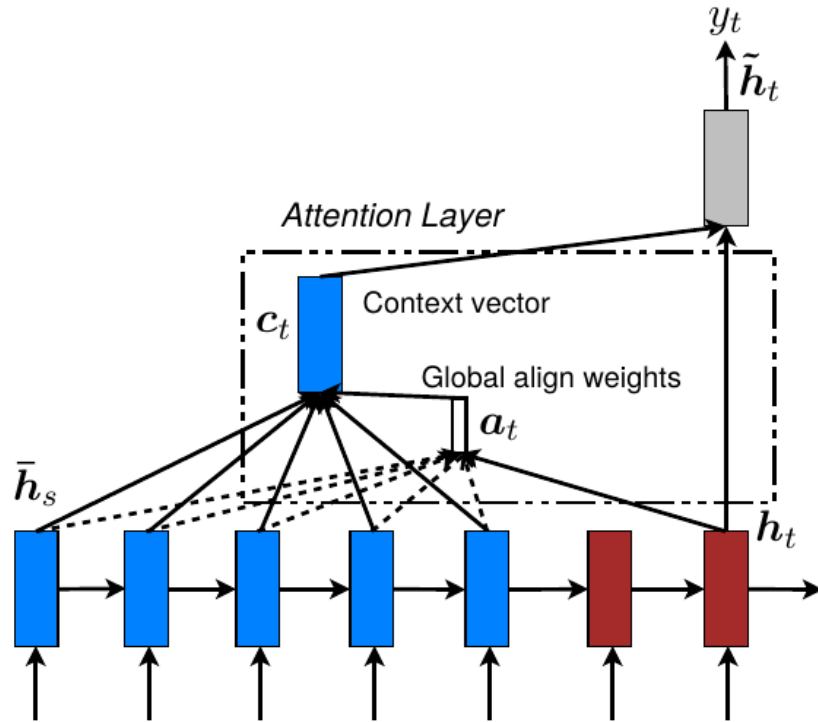 y_t
h̃_t
Attention Layer
Context vector
c_t
Global align weights
a_t
h̄_s
h_t